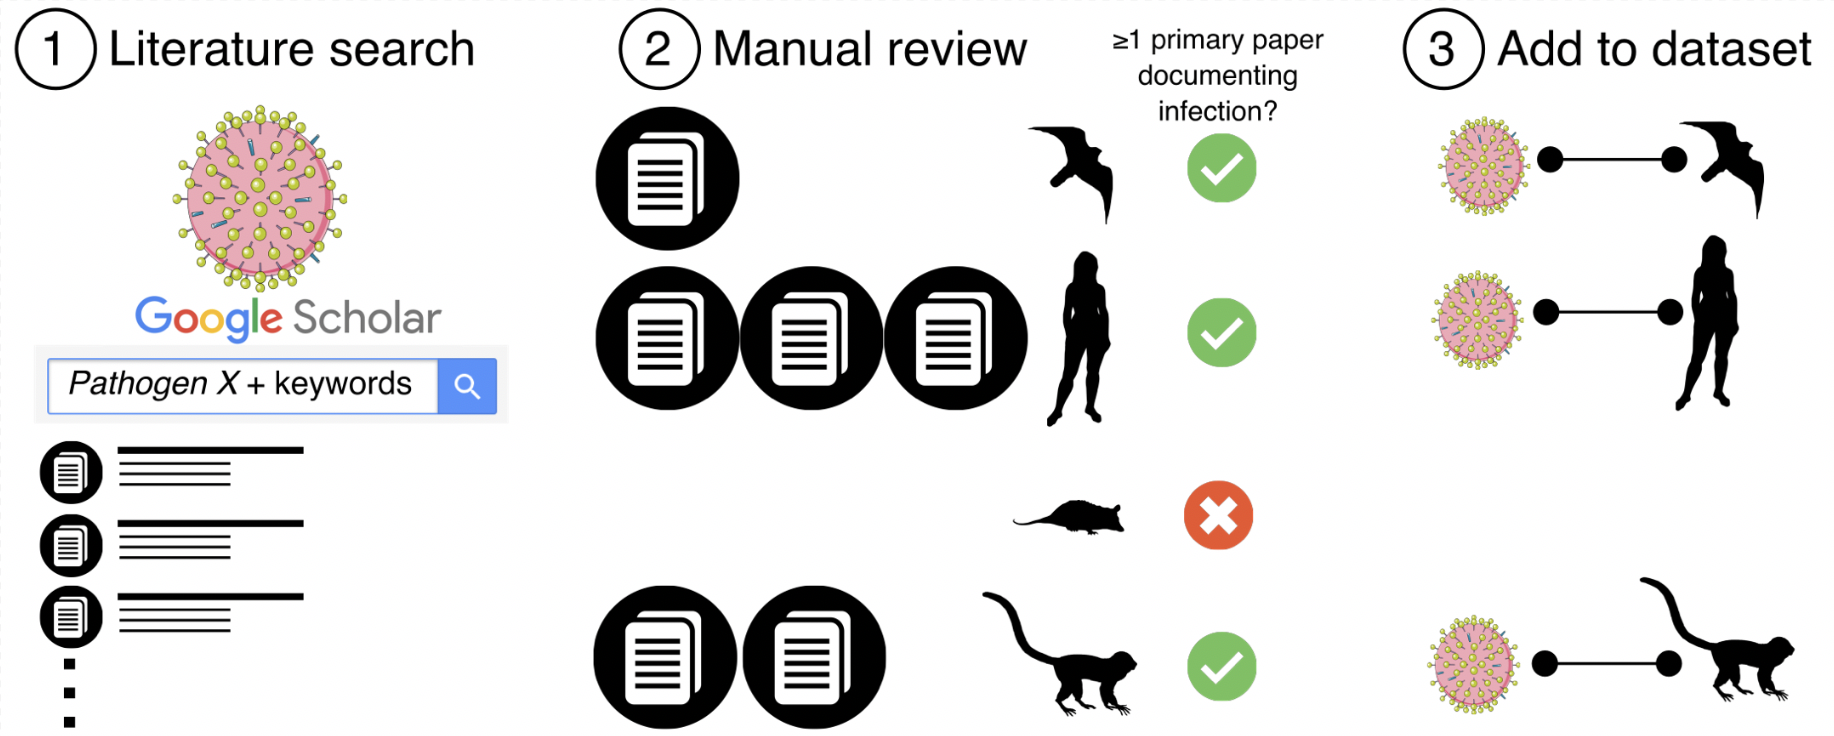 1 Literature search
Google Scholar
Pathogen X + keywords
2 Manual review
≥1 primary paper
documenting
infection?
3 Add to dataset